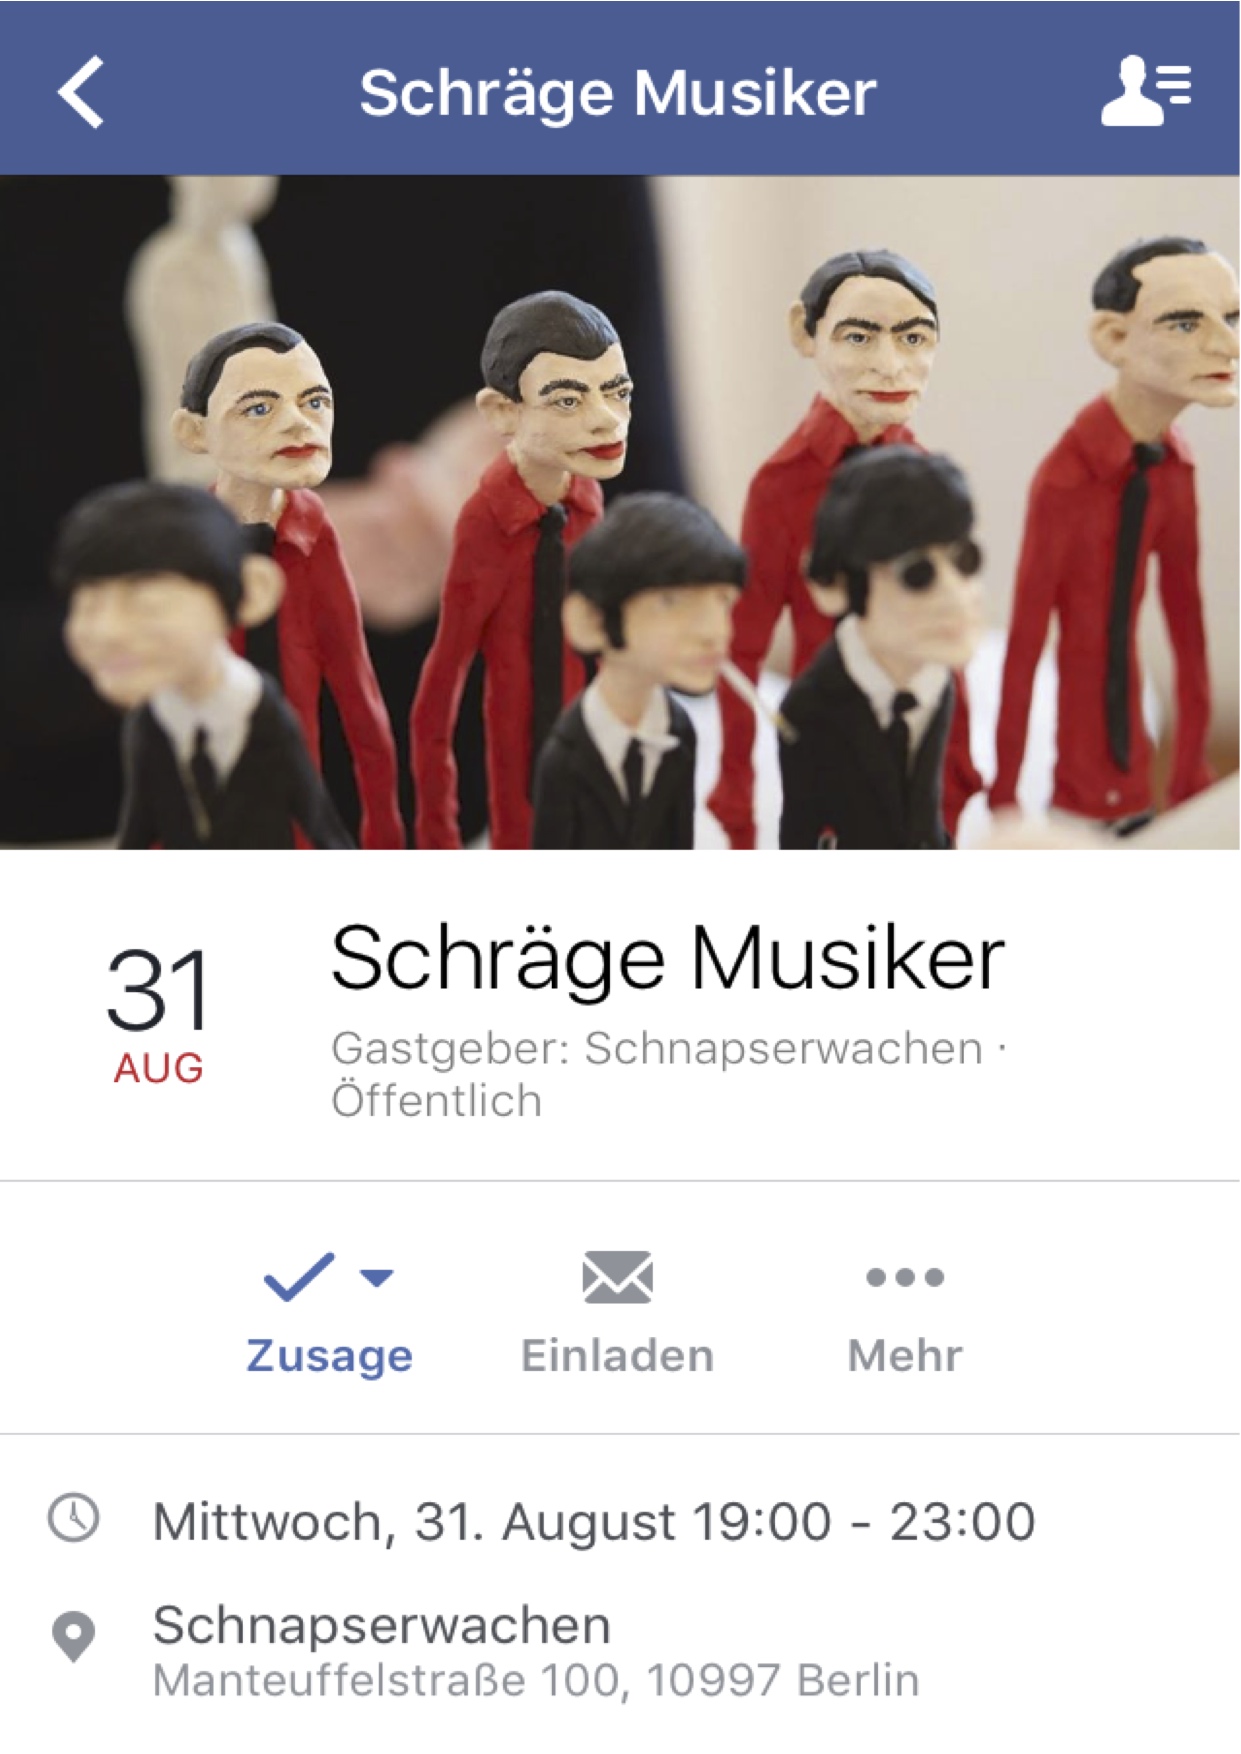 Schräge Musiker
31
AUG
Schräge Musiker
Gastgeber: Schnapserwachen ·
Öffentlich
Zusage
Einladen
Mehr
Mittwoch, 31. August 19:00 - 23:00
Schnapserwachen
Manteuffelstraße 100, 10997 Berlin